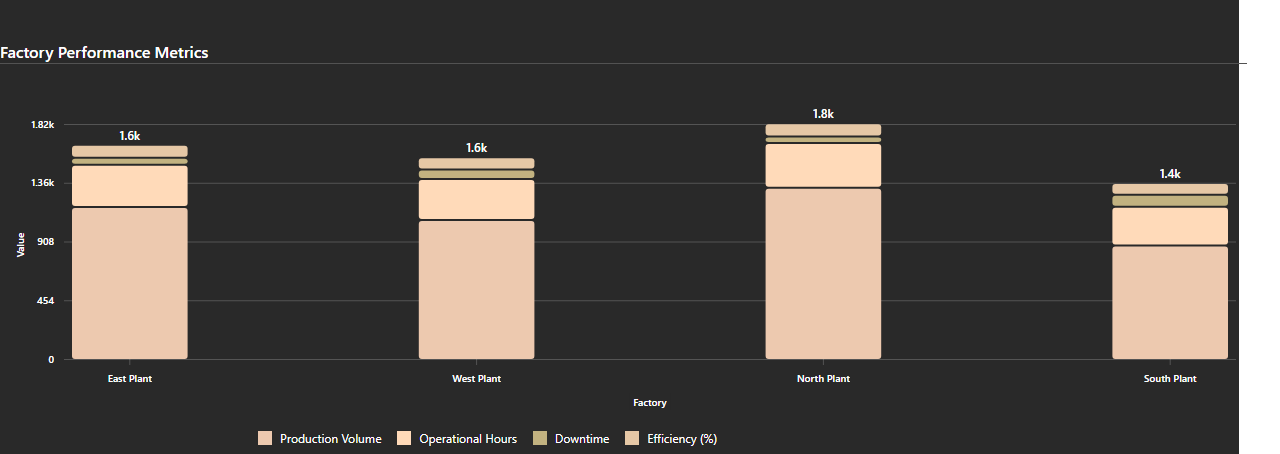 Factory Performance Metrics
1.82k
1.36k
908
454
0
Value
1.6k
1.6k
1.8k
1.4k
East Plant
West Plant
North Plant
South Plant
Factory
Production Volume
Operational Hours
Downtime
Efficiency (%)